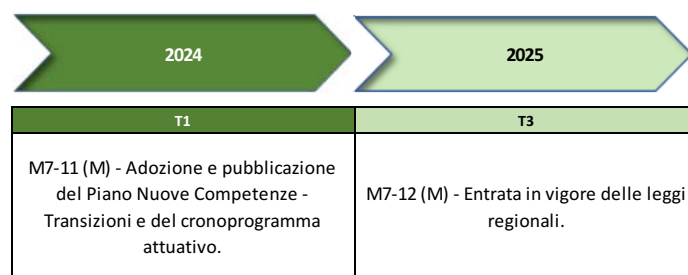 2024
2025
T1
T3
M7-11 (M) - Adozione e pubblicazione
del Piano Nuove Competenze -
Transizioni e del cronoprogramma
attuativo.
M7-12 (M) - Entrata in vigore delle leggi
regionali.